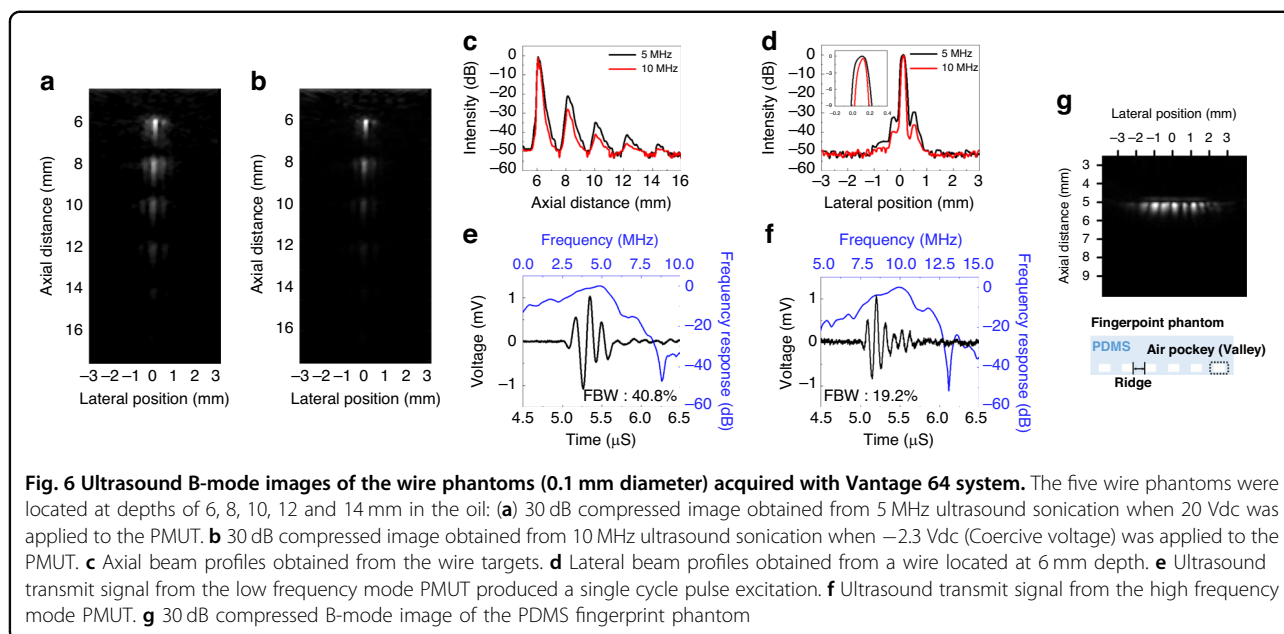 a
6
8
10
12
14
16
Axial distance (mm)
−3 −2 −1 0 1 2 3
Lateral position (mm)
b
6
8
10
12
14
16
Axial distance (mm)
−3 −2 −1 0 1 2 3
Lateral position (mm)
c
0
−10
−20
−30
−40
−50
−60
Intensity (dB)
5 MHz
10 MHz
5 6 8 10 12 14 16
Axial distance (mm)
d
0
−10
−20
−30
−40
−50
−60
Intensity (dB)
0
−3
−6
−9
−0.2 0.0 0.2 0.4
5 MHz
10 MHz
−3 −2 −1 0 1 2 3
Lateral position (mm)
e
Frequency (MHz)
0.0 2.5 5.0 7.5 10.0
1
0
−1
Voltage (mV)
0
−20
−40
−60
Frequency response (dB)
FBW : 40.8%
4.5 5.0 5.5 6.0 6.5
Time (μS)
f
Frequency (MHz)
5.0 7.5 10.0 12.5 15.0
1
0
−1
Voltage (mV)
0
−20
−40
−60
Frequency response (dB)
FBW : 19.2%
4.5 5.0 5.5 6.0 6.5
Time (μS)
g
Lateral position (mm)
−3 −2 −1 0 1 2 3
3
4
5
6
7
8
9
Axial distance (mm)
Fingerpoint phantom
PDMS
Air pockey (Valley)
Ridge
Fig. 6 Ultrasound B-mode images of the wire phantoms (0.1 mm diameter) acquired with Vantage 64 system. The five wire phantoms were
located at depths of 6, 8, 10, 12 and 14 mm in the oil: (a) 30 dB compressed image obtained from 5 MHz ultrasound sonication when 20 Vdc was
applied to the PMUT. b 30 dB compressed image obtained from 10 MHz ultrasound sonication when −2.3 Vdc (Coercive voltage) was applied to the
PMUT. c Axial beam profiles obtained from the wire targets. d Lateral beam profiles obtained from a wire located at 6 mm depth. e Ultrasound
transmit signal from the low frequency mode PMUT produced a single cycle pulse excitation. f Ultrasound transmit signal from the high frequency
mode PMUT. g 30 dB compressed B-mode image of the PDMS fingerprint phantom